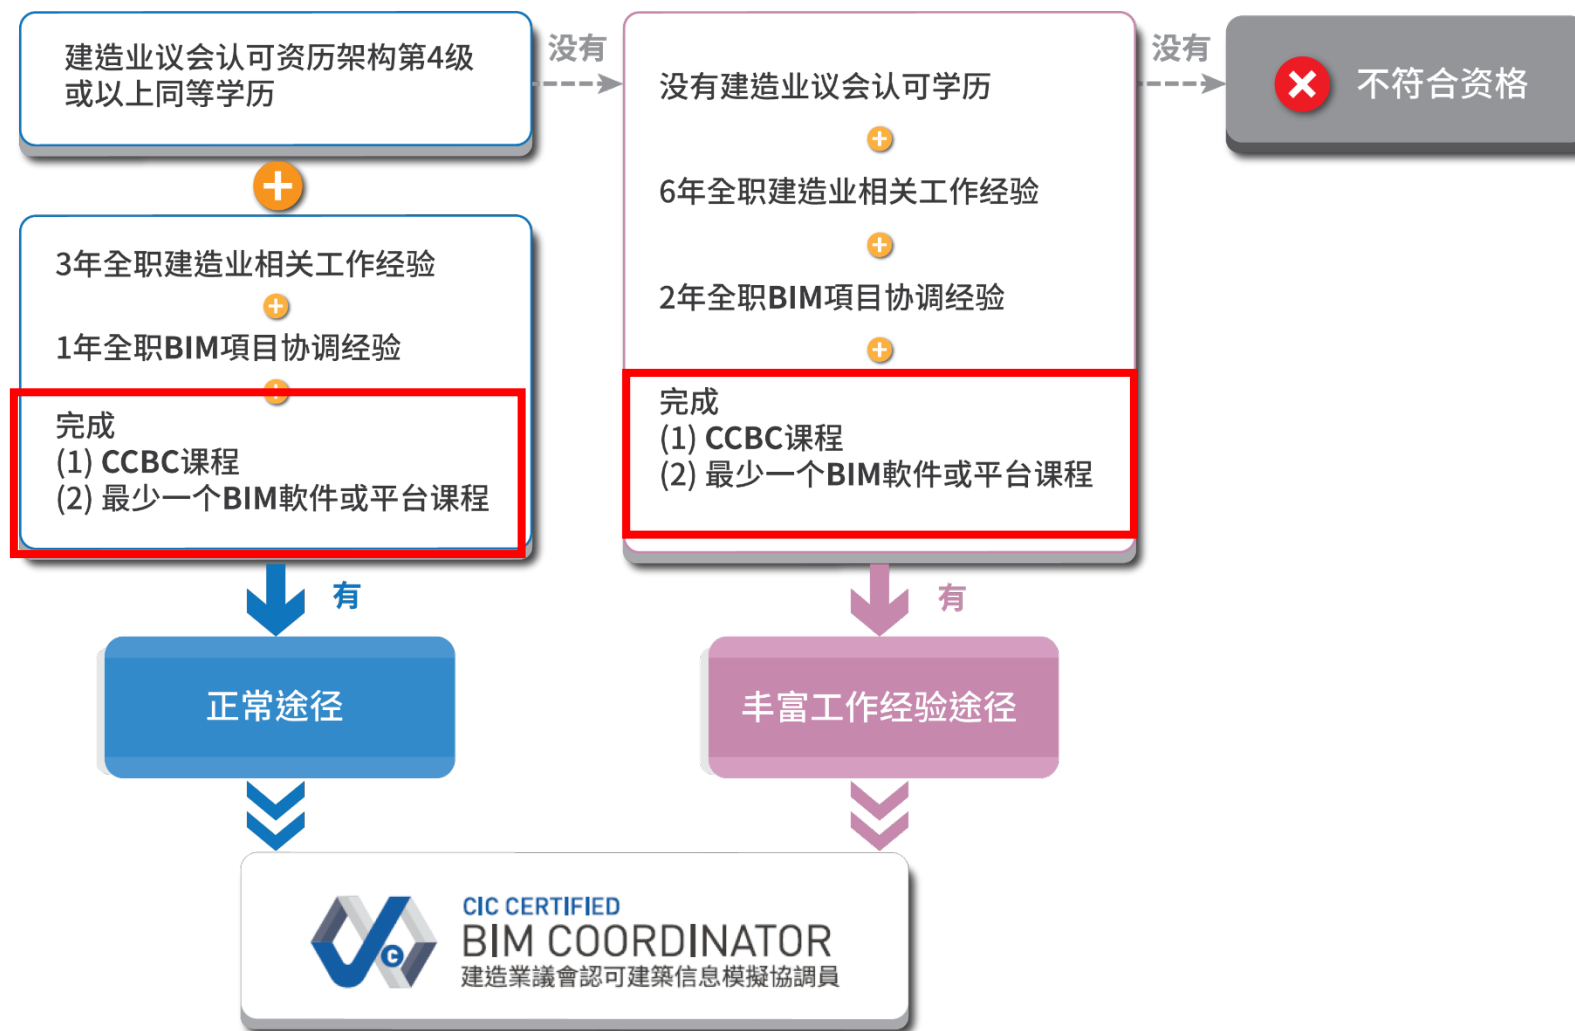 建造业议会认可资历架构第4级
或以上同等学历
没有
没有建造业议会认可学历
没有
不符合资格
3年全职建造业相关工作经验
1年全职BIM項目协调经验
完成
(1) CCBC课程
(2) 最少一个BIM軟件或平台课程
有
正常途径
6年全职建造业相关工作经验
2年全职BIM項目协调经验
完成
(1) CCBC课程
(2) 最少一个BIM軟件或平台课程
有
丰富工作经验途径
C
CIC CERTIFIED
BIM COORDINATOR
建造業議會認可建築信息模擬協調員